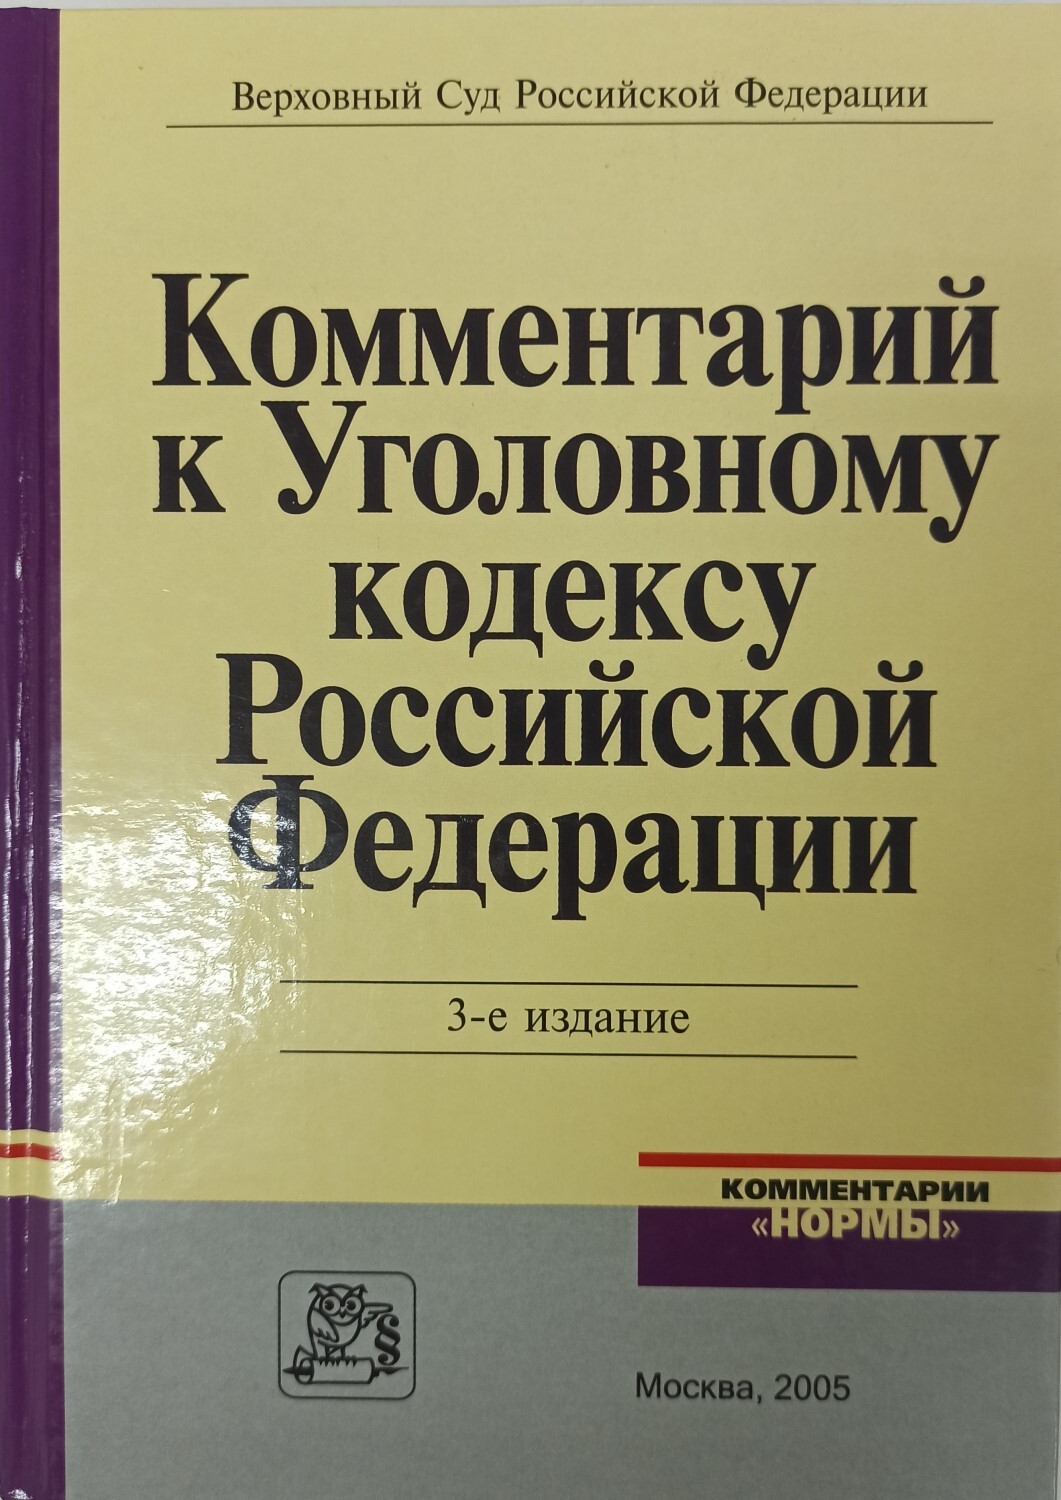 Верховный Суд Российской Федерации
Комментарий
к Уголовному
кодексу
Российской
Федерации
3-е издание
КОММЕНТАРИИ
«НОРМЫ»
§
Москва, 2005